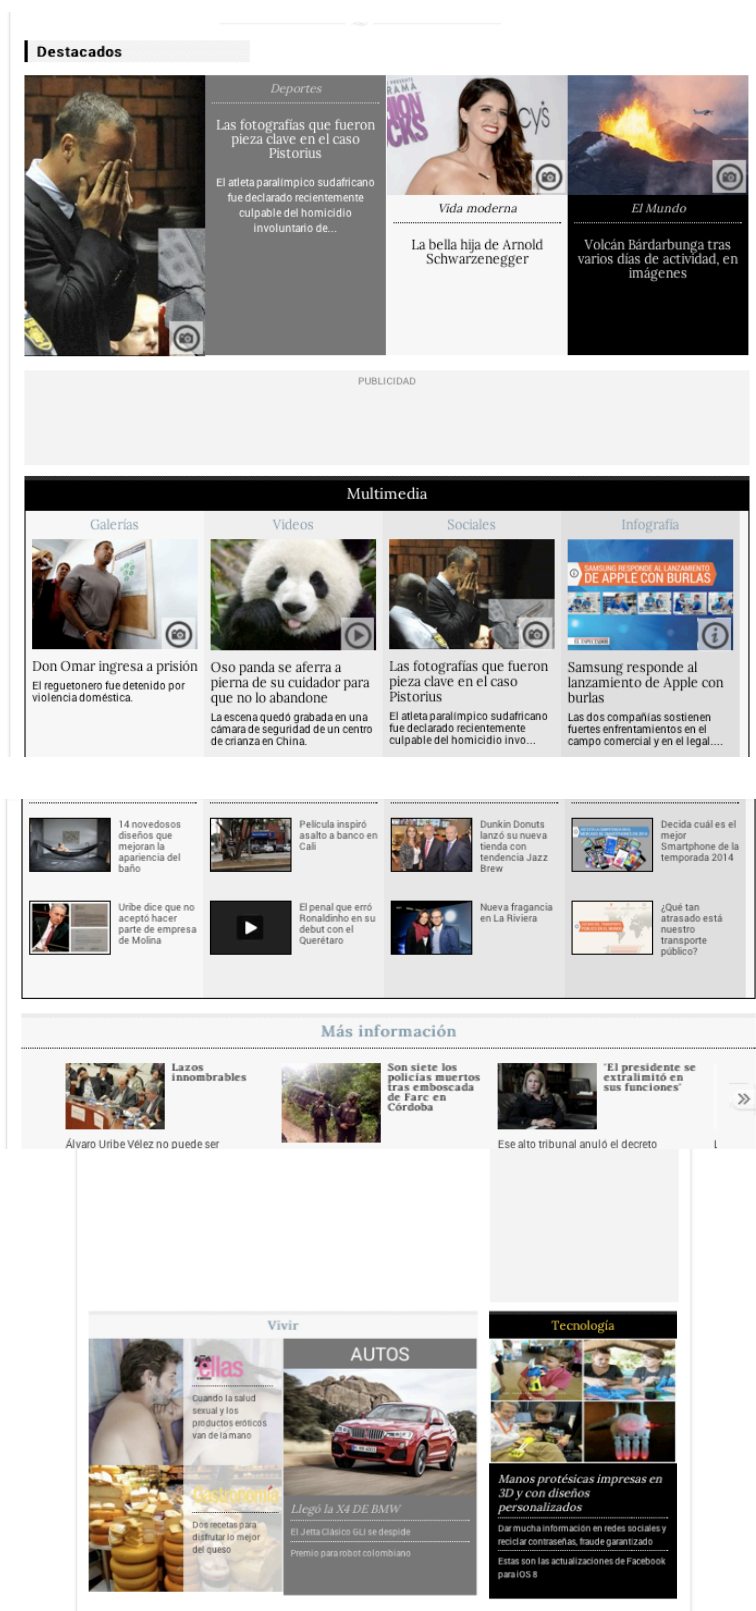 Destacados
Deportes
Las fotografías que fueron
pieza clave en el caso
Pistorius
El atleta paralímpico sudafricano
fue declarado recientemente
culpable del homicidio
involuntario de...
Vida moderna
La bella hija de Arnold
Schwarzenegger
El Mundo
Volcán Bárdarbunga tras
varios días de actividad, en
imágenes
PUBLICIDAD
Multimedia
Galerías
Don Omar ingresa a prisión
El reguetonero fue detenido por
violencia doméstica.
Videos
Oso panda se aferra a
pierna de su cuidador para
que no lo abandone
La escena quedó grabada en una
cámara de seguridad de un centro
de crianza en China.
Sociales
Las fotografías que fueron
pieza clave en el caso
Pistorius
El atleta paralímpico sudafricano
fue declarado recientemente
culpable del homicidio invo...
Infografía
SAMSUNG RESPONDE AL LANZAMIENTO
DE APPLE CON BURLAS
EL ESPECTADOR
Samsung responde al
lanzamiento de Apple con
burlas
Las dos compañías sostienen
fuertes enfrentamientos en el
campo comercial y en el legal....
14 novedosos
diseños que
mejoran la
apariencia del
baño
Película inspiró
asalto a banco en
Cali
Dunkin Donuts
lanzó su nueva
tienda con
tendencia Jazz
Brew
Decida cuál es el
mejor
Smartphone de la
temporada 2014
Uribe dice que no
aceptó hacer
parte de empresa
de Molina
El penal que erró
Ronaldinho en su
debut con el
Querétaro
Nueva fragancia
en La Riviera
¿Qué tan
atrasado está
nuestro
transporte
público?
Más información
Lazos
innombrables
Álvaro Uribe Vélez no puede ser
Son siete los
policías muertos
tras emboscada
de Farc en
Córdoba
'El presidente se
extralimitó en
sus funciones'
Ese alto tribunal anuló el decreto
Vivir
ellas
Cuando la salud
sexual y los
productos eróticos
van de la mano
Gastronomía
Dos recetas para
disfrutar lo mejor
del queso
AUTOS
Llegó la X4 DE BMW
El Jetta Clásico GLI se despide
Premio para robot colombiano
Tecnología
Manos protésicas impresas en
3D y con diseños
personalizados
Dar mucha información en redes sociales y
reciclar contraseñas, fraude garantizado
Estas son las actualizaciones de Facebook
para iOS 8